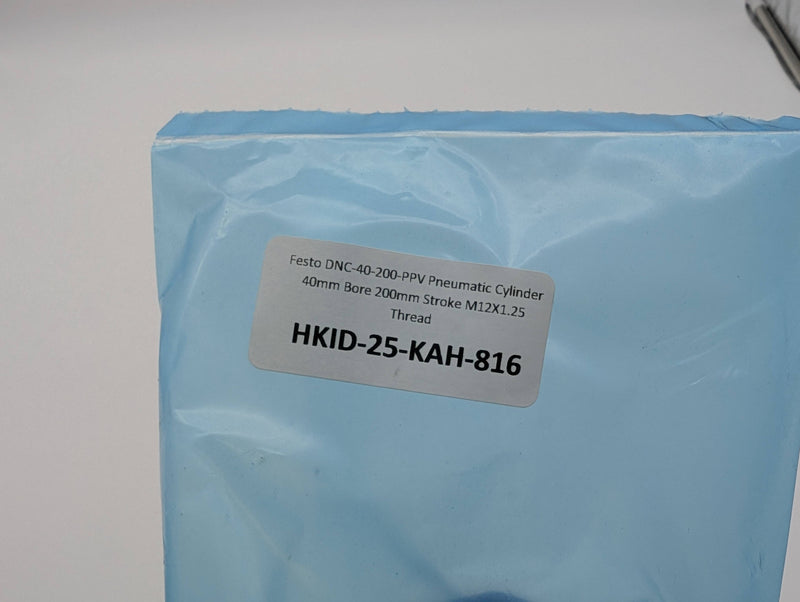 Festo DNC-40-200-PPV Pneumatic Cylinder
40mm Bore 200mm Stroke M12X1.25
Thread
HKID-25-KAH-816